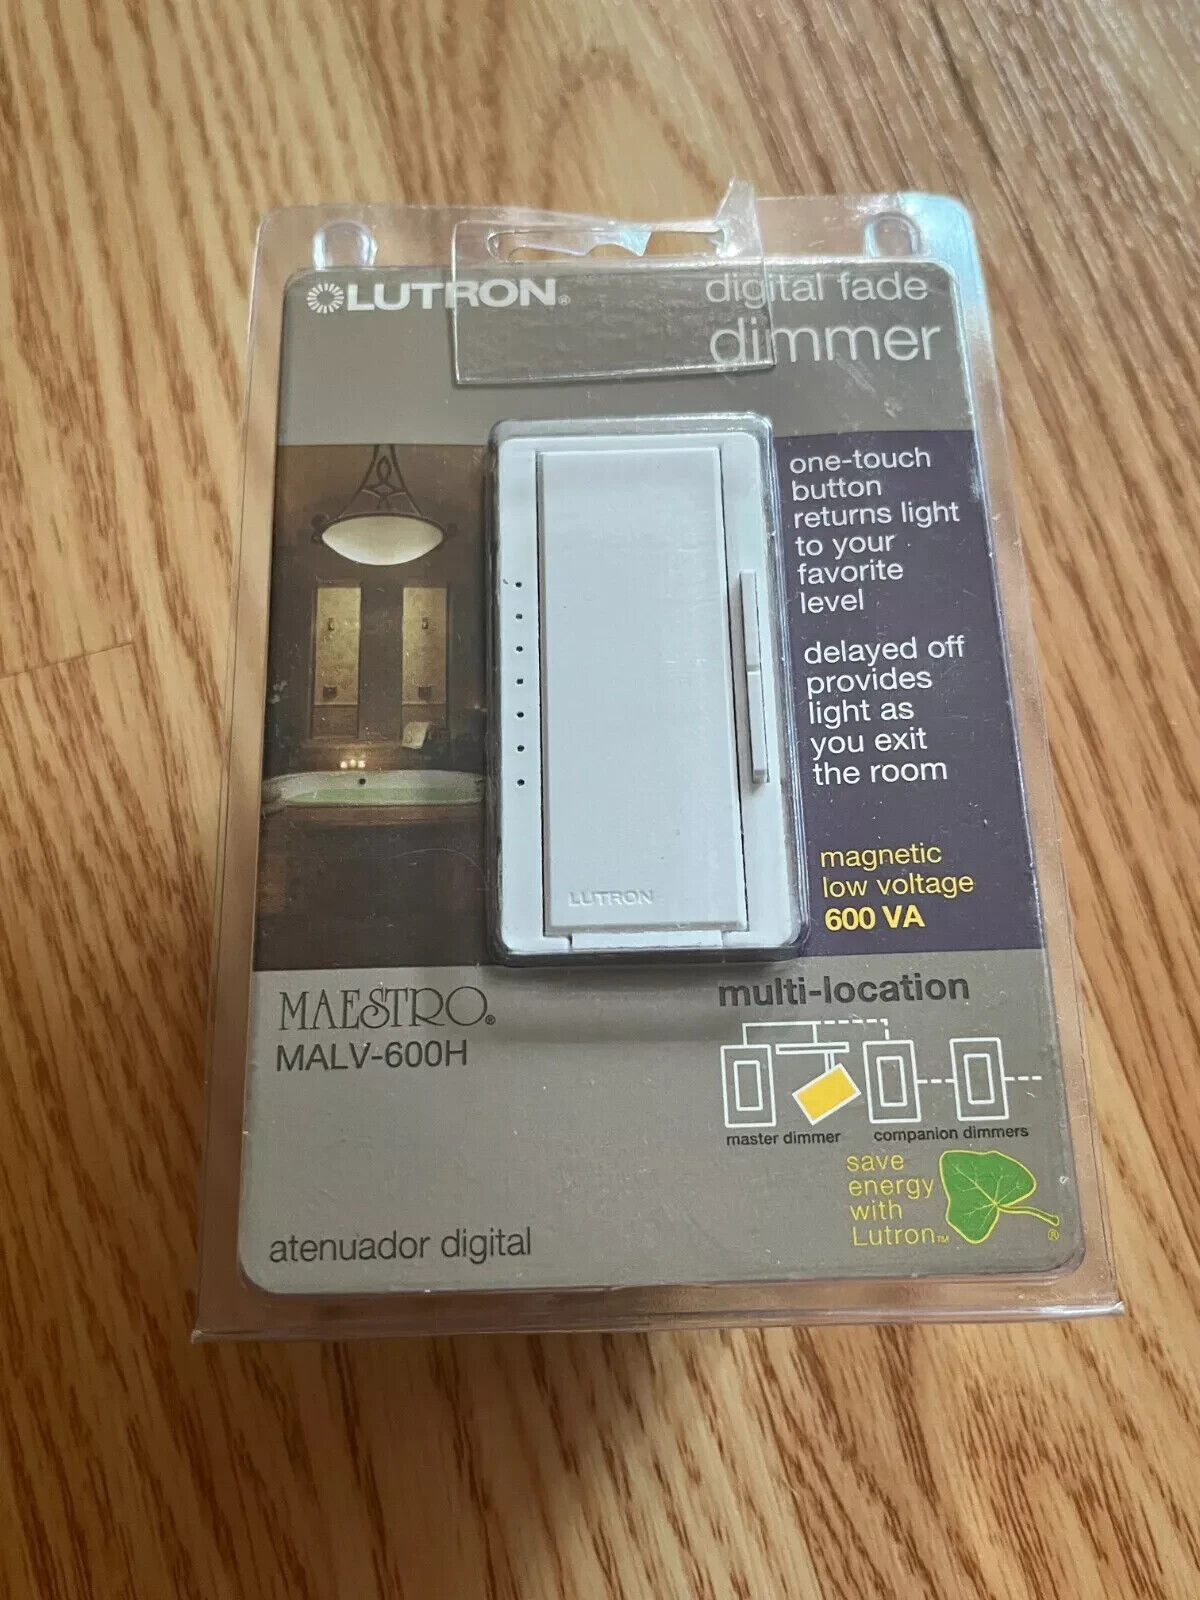 LUTRON®
digital fade
dimmer
one-touch
button
returns light
to your
favorite
level
delayed off
provides
light as
you exit
the room
magnetic
low voltage
600 VA
LUTRON
MAESTRO®
MALV-600H
multi-location
master dimmer
companion dimmers
save
energy
with
Lutron™
®
atenuador digital